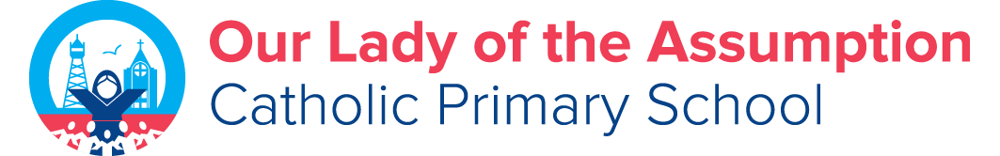 Our Lady of the Assumption
Catholic Primary School